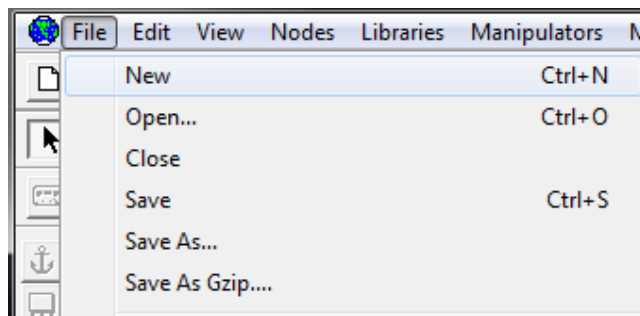 File Edit View Nodes Libraries Manipulators
New Ctrl+N
Open... Ctrl+O
Close
Save Ctrl+S
Save As...
Save As Gzip....